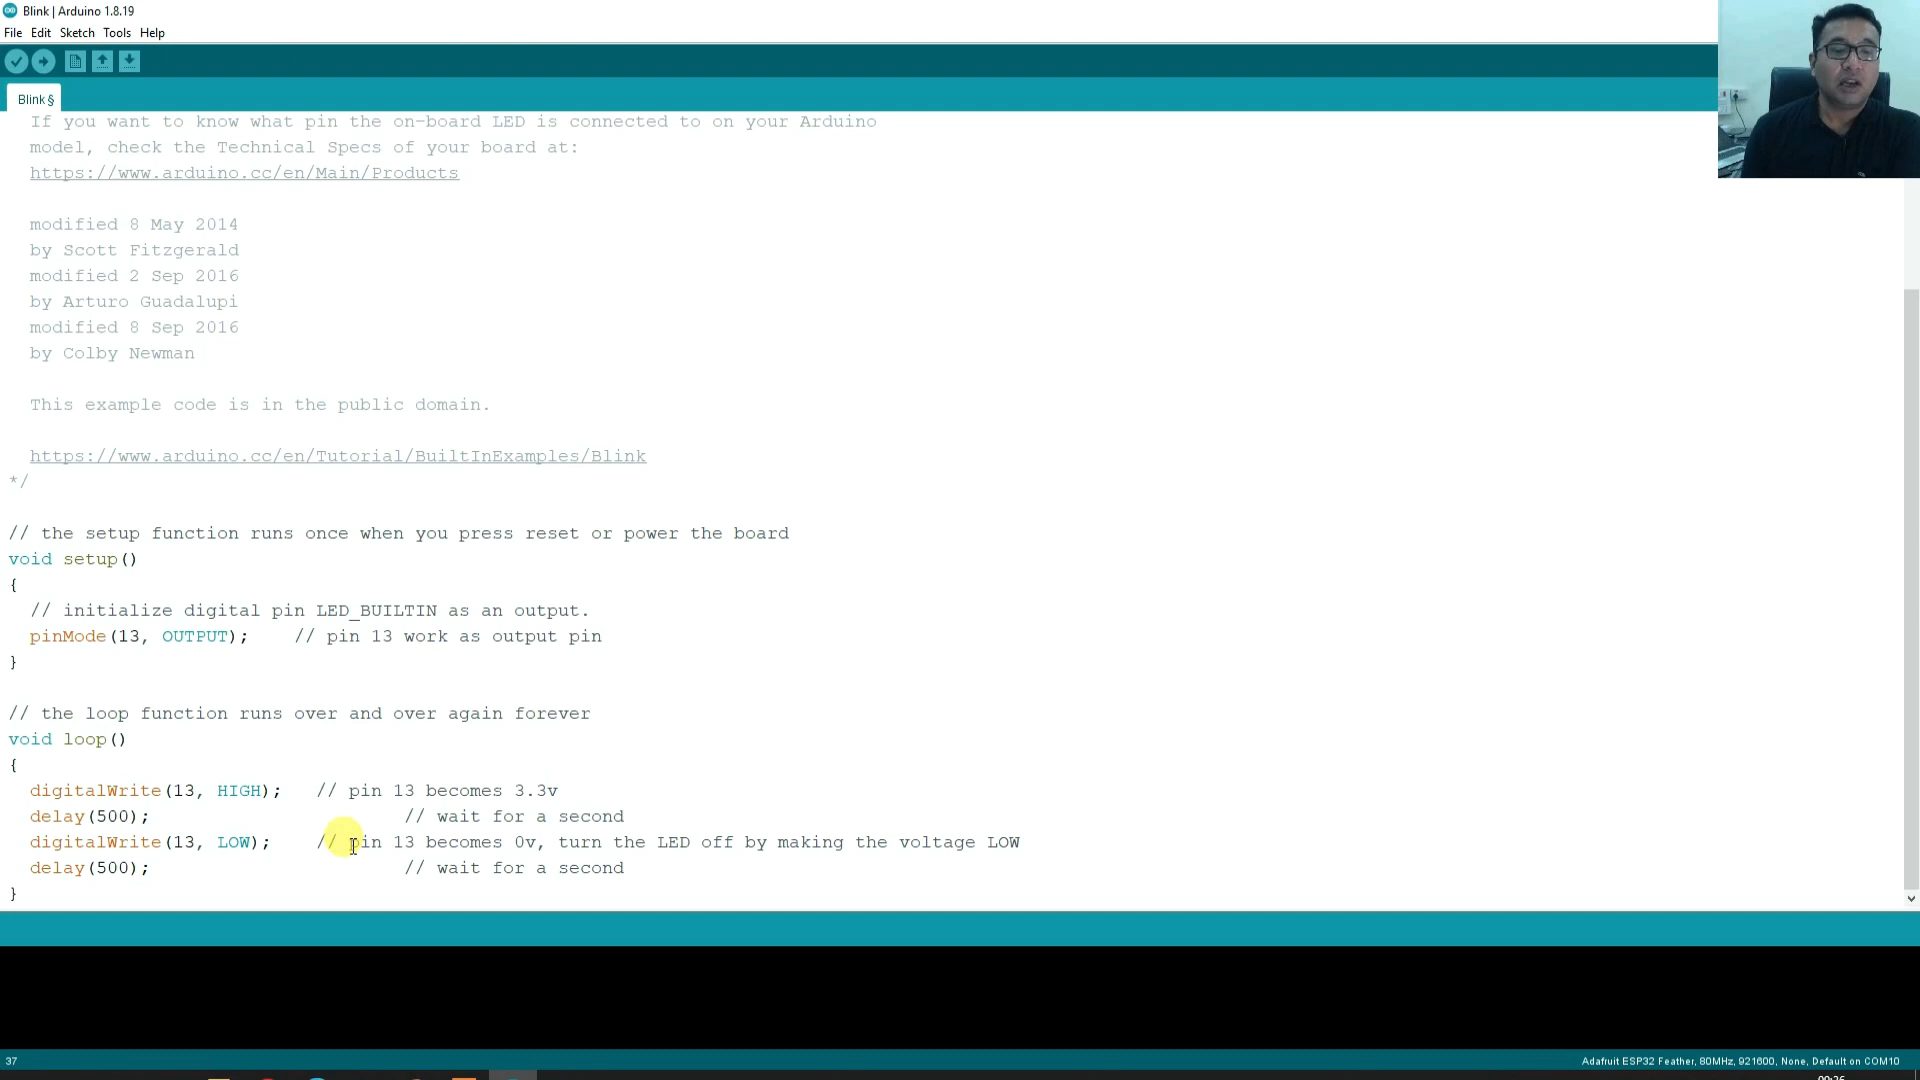 Blink | Arduino 1.8.19
File Edit Sketch Tools Help
Blink §
If you want to know what pin the on-board LED is connected to on your Arduino
model, check the Technical Specs of your board at:
https://www.arduino.cc/en/Main/Products
modified 8 May 2014
by Scott Fitzgerald
modified 2 Sep 2016
by Arturo Guadalupi
modified 8 Sep 2016
by Colby Newman
This example code is in the public domain.
https://www.arduino.cc/en/Tutorial/BuiltInExamples/Blink
*/
// the setup function runs once when you press reset or power the board
void setup()
{
// initialize digital pin LED_BUILTIN as an output.
pinMode(13, OUTPUT); // pin 13 work as output pin
}
// the loop function runs over and over again forever
void loop()
{
digitalWrite(13, HIGH); // pin 13 becomes 3.3v
delay(500); // wait for a second
digitalWrite(13, LOW); // pin 13 becomes 0v, turn the LED off by making the voltage LOW
delay(500); // wait for a second
}
37 Adafruit ESP32 Feather, 80MHz, 921600, None, Default on COM10